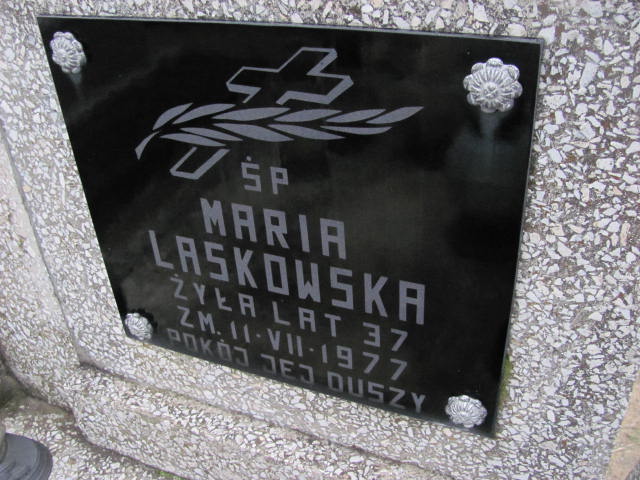 ŚP
MARIA
LASKOWSKA
ŻYŁA LAT 37
ZM. 11·VII·1977
POKÓJ JEJ DUSZY